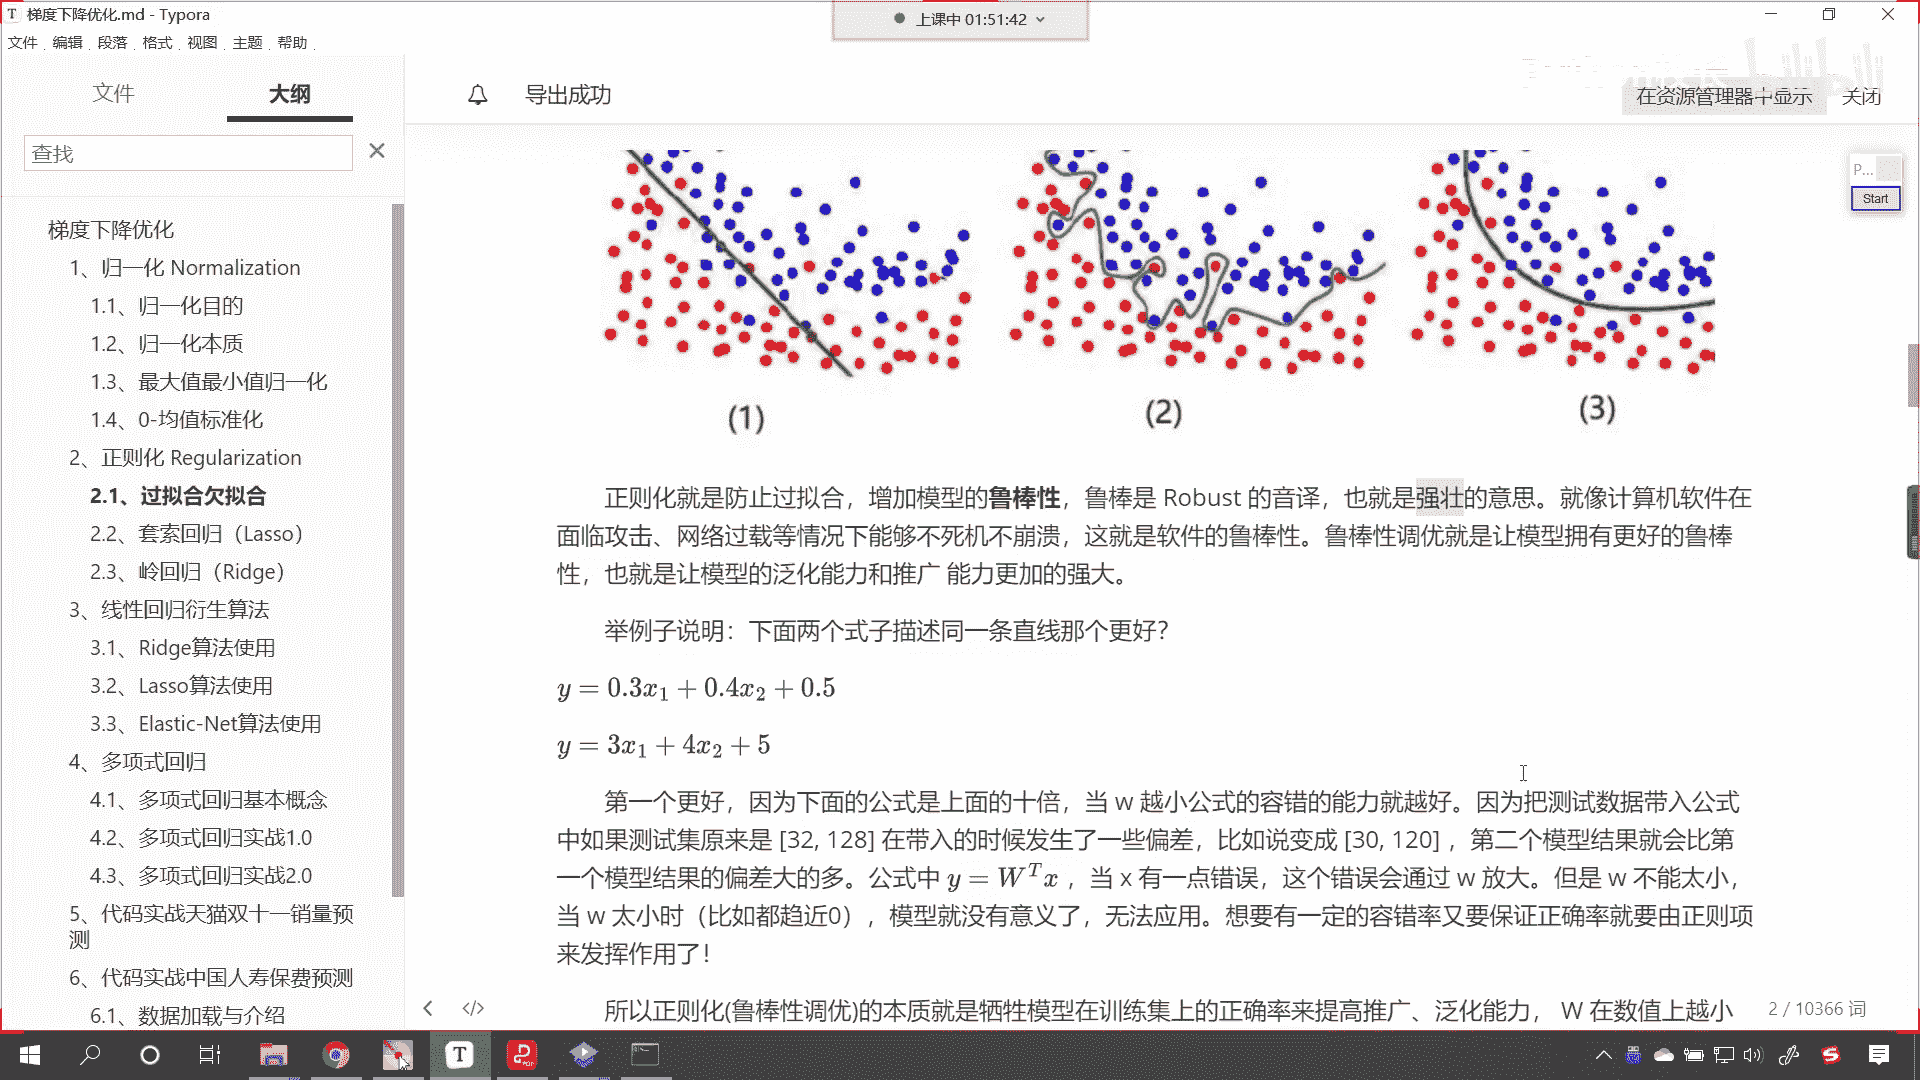 梯度下降优化.md - Typora
上课中 01:51:42
文件 编辑 段落 格式 视图 主题 帮助
文件 大纲
导出成功
在资源管理器中显示 关闭
查找
P...
Start
梯度下降优化
1、归一化 Normalization
1.1、归一化目的
1.2、归一化本质
1.3、最大值最小值归一化
1.4、0-均值标准化
2、正则化 Regularization
2.1、过拟合欠拟合
2.2、套索回归（Lasso）
2.3、岭回归（Ridge）
3、线性回归衍生算法
3.1、Ridge算法使用
3.2、Lasso算法使用
3.3、Elastic-Net算法使用
4、多项式回归
4.1、多项式回归基本概念
4.2、多项式回归实战1.0
4.3、多项式回归实战2.0
5、代码实战天猫双十一销量预
测
6、代码实战中国人寿保费预测
6.1、数据加载与介绍
(1) (2) (3)
正则化就是防止过拟合，增加模型的鲁棒性，鲁棒是 Robust 的音译，也就是强壮的意思。就像计算机软件在
面临攻击、网络过载等情况下能够不死机不崩溃，这就是软件的鲁棒性。鲁棒性调优就是让模型拥有更好的鲁棒
性，也就是让模型的泛化能力和推广 能力更加的强大。
举例子说明：下面两个式子描述同一条直线那个更好？
y = 0.3x₁ + 0.4x₂ + 0.5
y = 3x₁ + 4x₂ + 5
第一个更好，因为下面的公式是上面的十倍，当 w 越小公式的容错的能力就越好。因为把测试数据带入公式
中如果测试集原来是 [32, 128] 在带入的时候发生了一些偏差，比如说变成 [30, 120] ，第二个模型结果就会比第
一个模型结果的偏差大的多。公式中 y = Wᵀx ，当 x 有一点错误，这个错误会通过 w 放大。但是 w 不能太小，
当 w 太小时（比如都趋近0），模型就没有意义了，无法应用。想要有一定的容错率又要保证正确率就要由正则项
来发挥作用了！
所以正则化(鲁棒性调优)的本质就是牺牲模型在训练集上的正确率来提高推广、泛化能力， W 在数值上越小
2 / 10366 词